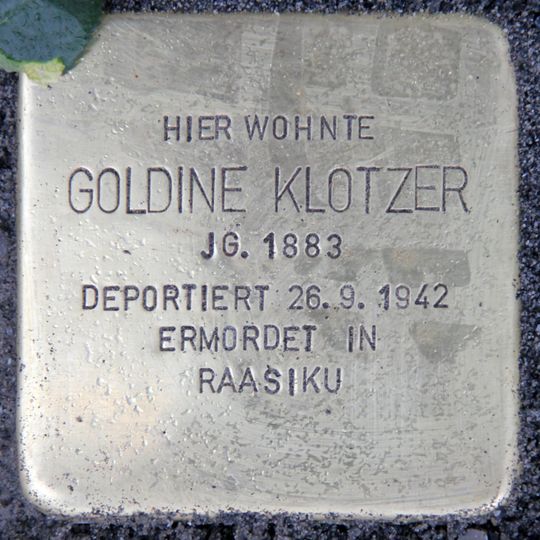 HIER WOHNTE
GOLDINE KLOTZER
JG. 1883
DEPORTIERT 26.9.1942
ERMORDET IN
RAASIKU